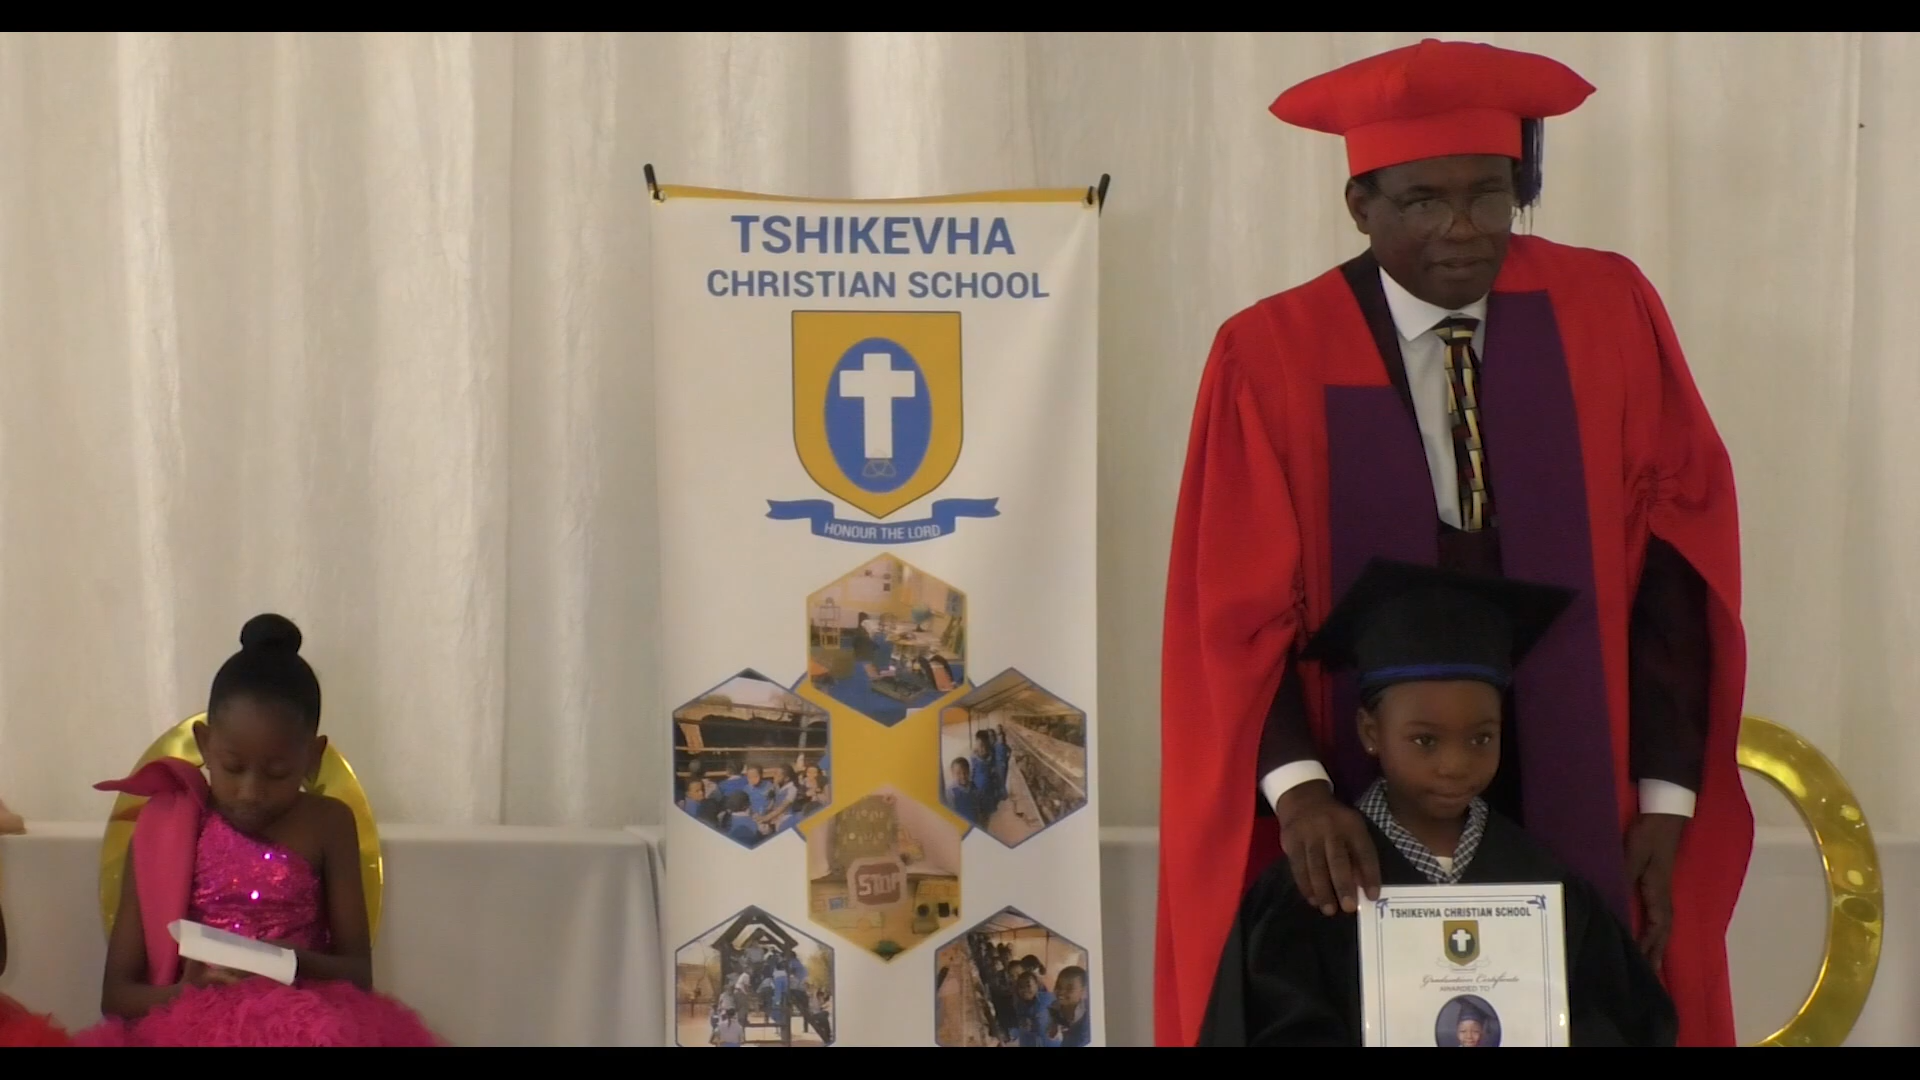 TSHIKEVHA
CHRISTIAN SCHOOL
HONOUR THE LORD
STOP
TSHIKEVHA CHRISTIAN SCHOOL
Graduation Certificate
AWARDED TO